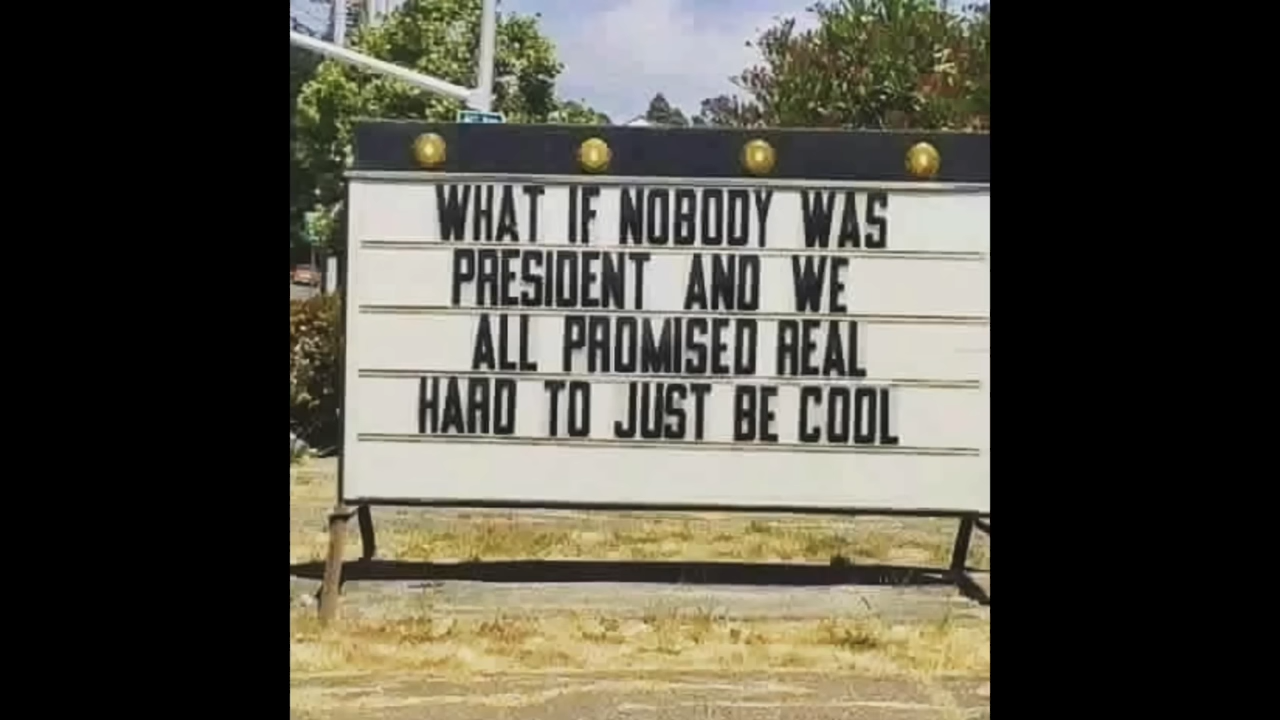 WHAT IF NOBODY WAS
PRESIDENT AND WE
ALL PROMISED REAL
HARD TO JUST BE COOL